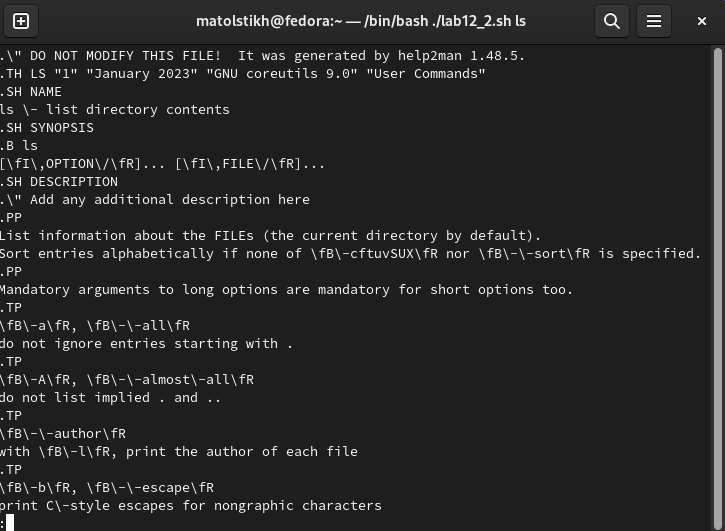 matolstikh@fedora:~ — /bin/bash ./lab12_2.sh ls
.\" DO NOT MODIFY THIS FILE!  It was generated by help2man 1.48.5.
.TH LS "1" "January 2023" "GNU coreutils 9.0" "User Commands"
.SH NAME
ls \- list directory contents
.SH SYNOPSIS
.B ls
[\fI\,OPTION\/\fR]... [\fI\,FILE\/\fR]...
.SH DESCRIPTION
.\" Add any additional description here
.PP
List information about the FILEs (the current directory by default).
Sort entries alphabetically if none of \fB\-cftuvSUX\fR nor \fB\-\-sort\fR is specified.
.PP
Mandatory arguments to long options are mandatory for short options too.
.TP
\fB\-a\fR, \fB\-\-all\fR
do not ignore entries starting with .
.TP
\fB\-A\fR, \fB\-\-almost\-all\fR
do not list implied . and ..
.TP
\fB\-\-author\fR
with \fB\-l\fR, print the author of each file
.TP
\fB\-b\fR, \fB\-\-escape\fR
print C\-style escapes for nongraphic characters
: